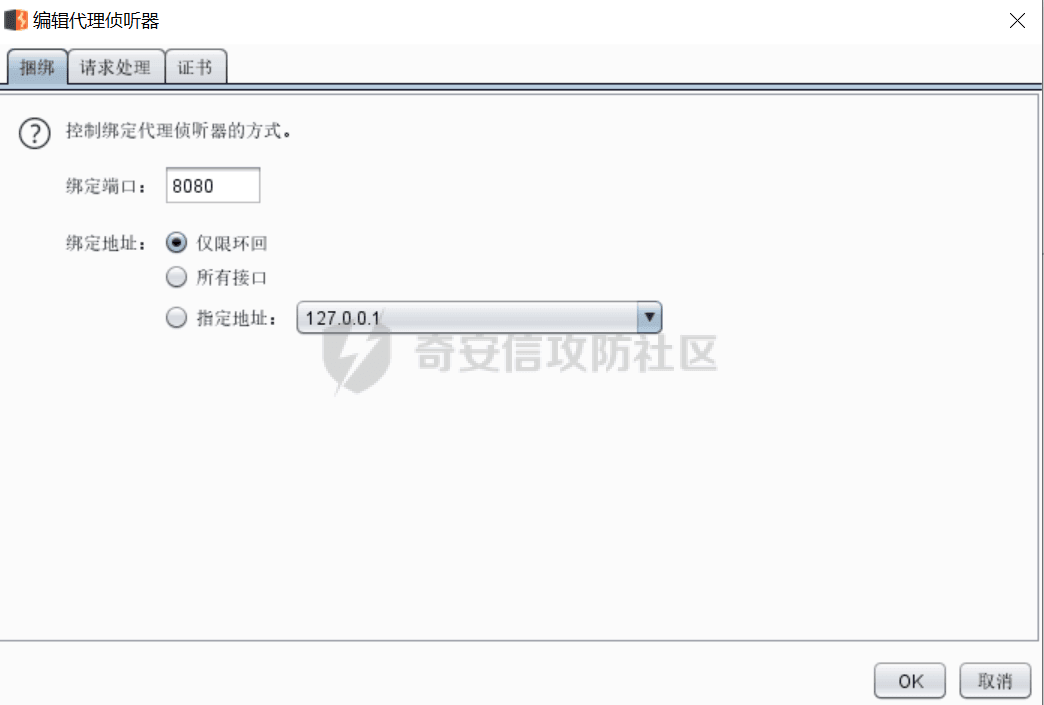 编辑代理侦听器
捆绑 请求处理 证书
? 控制绑定代理侦听器的方式。
绑定端口： 8080
绑定地址： 仅限环回
所有接口
指定地址： 127.0.0.1
奇安信攻防社区
OK 取消